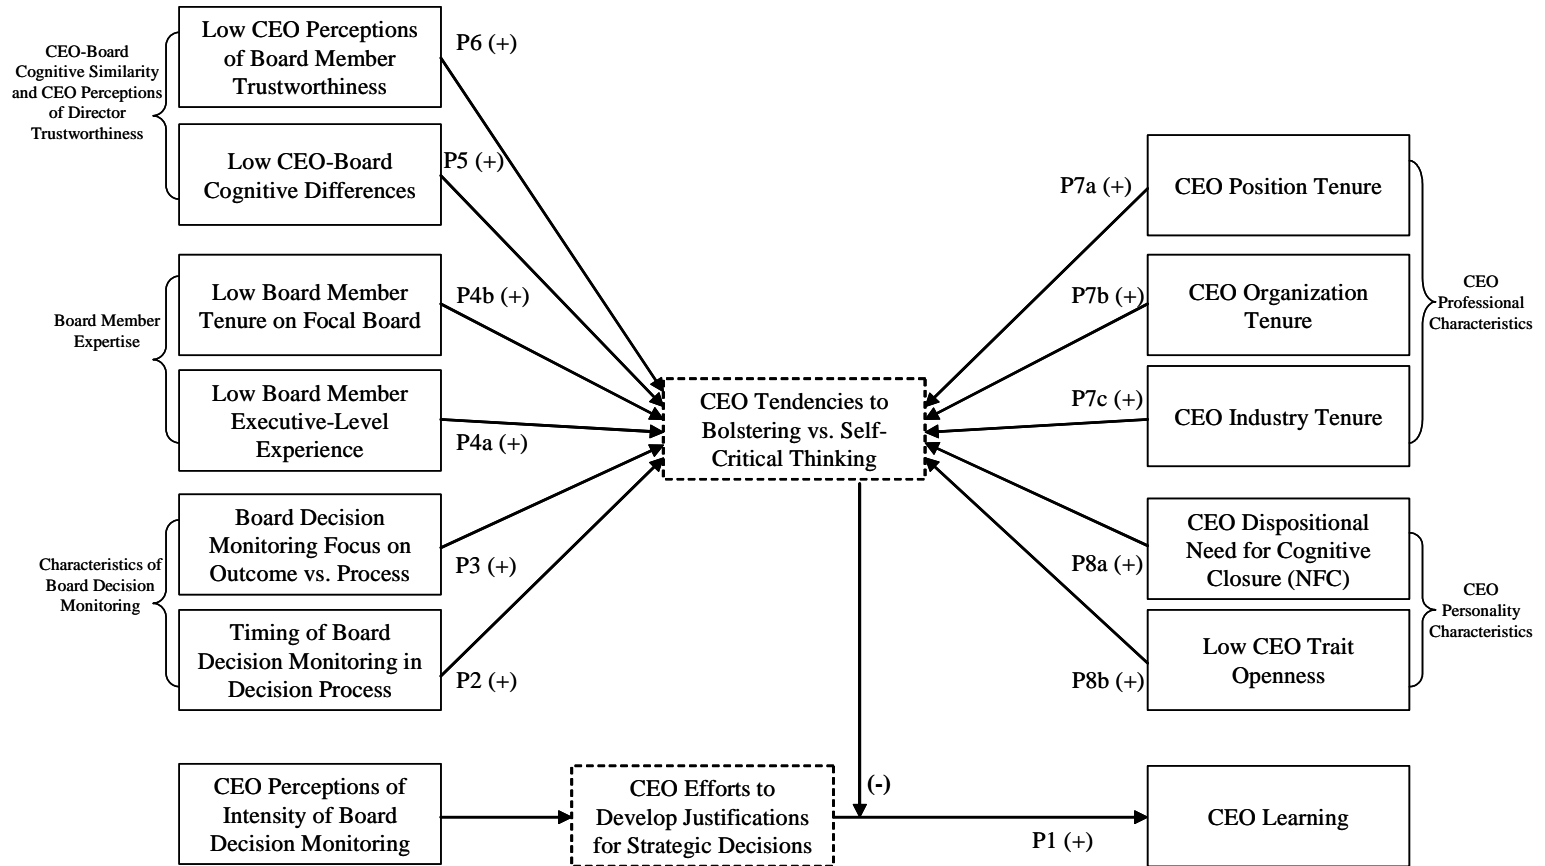 CEO-Board
Cognitive Similarity
and CEO Perceptions
of Director
Trustworthiness
Low CEO Perceptions
of Board Member
Trustworthiness
P6 (+)
Low CEO-Board
Cognitive Differences
P5 (+)
Board Member
Expertise
Low Board Member
Tenure on Focal Board
P4b (+)
Low Board Member
Executive-Level
Experience
P4a (+)
Characteristics of
Board Decision
Monitoring
Board Decision
Monitoring Focus on
Outcome vs. Process
P3 (+)
Timing of Board
Decision Monitoring in
Decision Process
P2 (+)
CEO Tendencies to
Bolstering vs. Self-
Critical Thinking
P7a (+)
CEO Position Tenure
P7b (+)
CEO Organization
Tenure
P7c (+)
CEO Industry Tenure
CEO
Professional
Characteristics
P8a (+)
CEO Dispositional
Need for Cognitive
Closure (NFC)
P8b (+)
Low CEO Trait
Openness
CEO
Personality
Characteristics
CEO Perceptions of
Intensity of Board
Decision Monitoring
CEO Efforts to
Develop Justifications
for Strategic Decisions
(-)
P1 (+)
CEO Learning